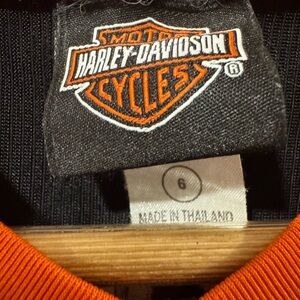 MOTOR
HARLEY-DAVIDSON
CYCLES
®
6
MADE IN THAILAND